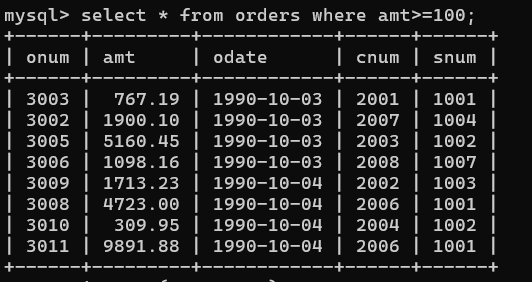 mysql> select * from orders where amt>=100;
+------+---------+------------+------+------+
| onum | amt     | odate      | cnum | snum |
+------+---------+------------+------+------+
| 3003 |  767.19 | 1990-10-03 | 2001 | 1001 |
| 3002 | 1900.10 | 1990-10-03 | 2007 | 1004 |
| 3005 | 5160.45 | 1990-10-03 | 2003 | 1002 |
| 3006 | 1098.16 | 1990-10-03 | 2008 | 1007 |
| 3009 | 1713.23 | 1990-10-04 | 2002 | 1003 |
| 3008 | 4723.00 | 1990-10-04 | 2006 | 1001 |
| 3010 |  309.95 | 1990-10-04 | 2004 | 1002 |
| 3011 | 9891.88 | 1990-10-04 | 2006 | 1001 |
+------+---------+------------+------+------+